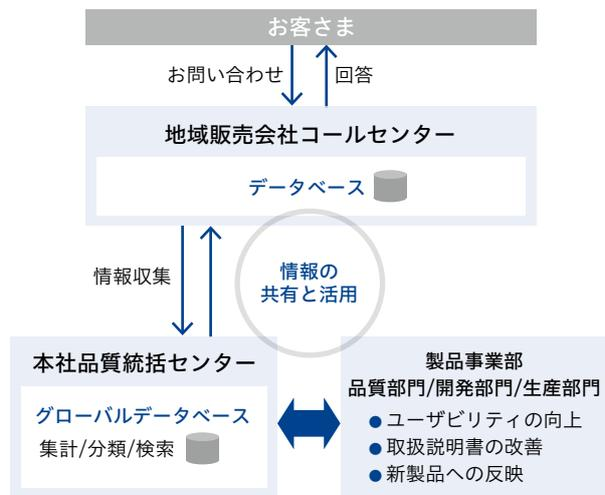 お客さま
お問い合わせ
回答
地域販売会社コールセンター
データベース
情報収集
情報の
共有と活用
本社品質統括センター
グローバルデータベース
集計/分類/検索
製品事業部
品質部門/開発部門/生産部門
●ユーザビリティの向上
●取扱説明書の改善
●新製品への反映